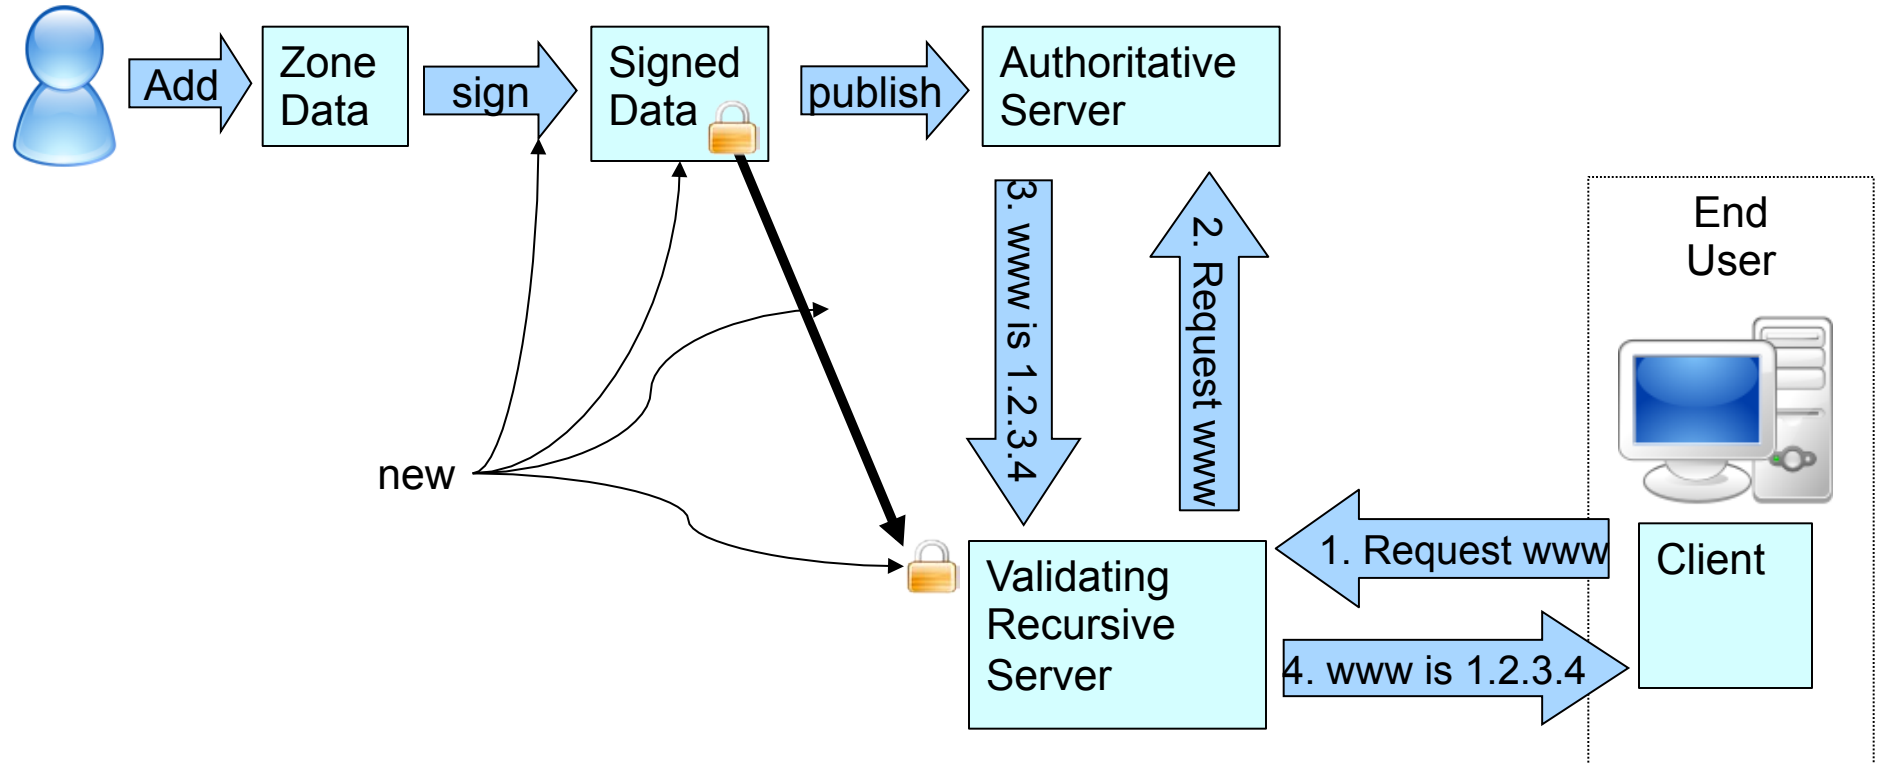 Add
Zone
Data
sign
Signed
Data
publish
Authoritative
Server
3. www is 1.2.3.4
2. Request www
End
User
new
1. Request www
Client
Validating
Recursive
Server
4. www is 1.2.3.4